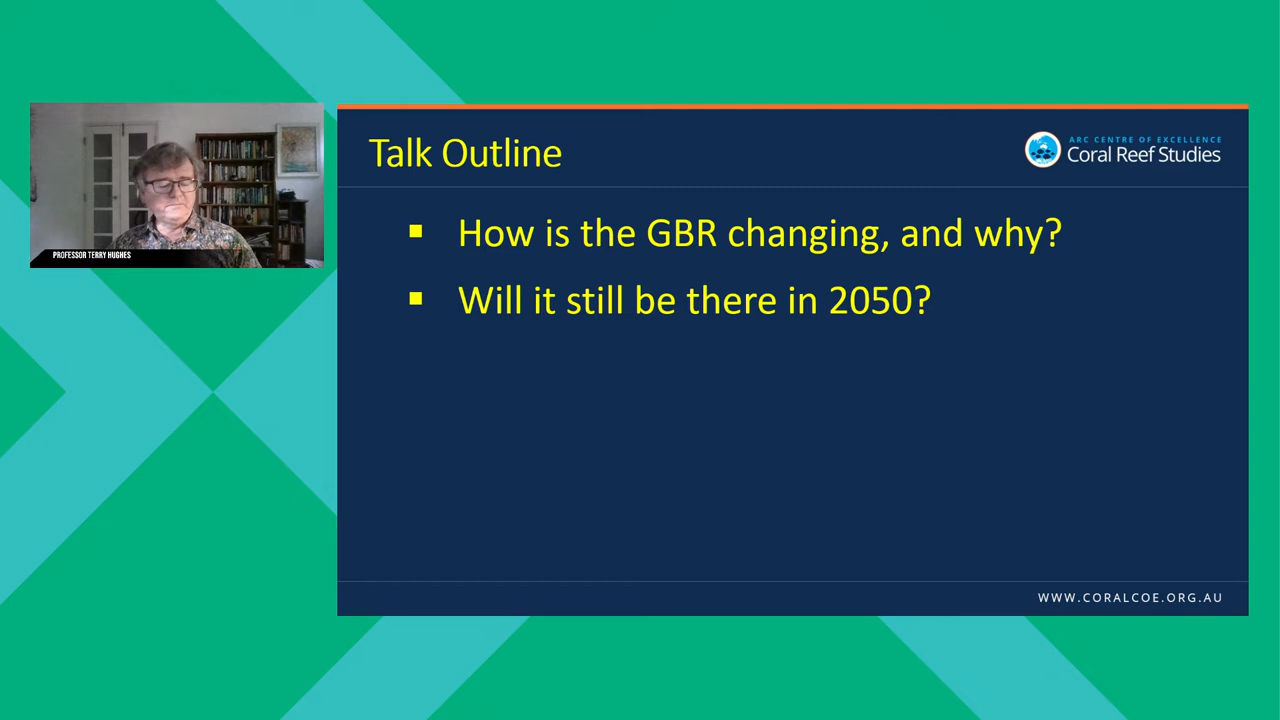 PROFESSOR TERRY HUGHES
Talk Outline
ARC CENTRE OF EXCELLENCE
Coral Reef Studies
▪ How is the GBR changing, and why?
▪ Will it still be there in 2050?
WWW.CORALCOE.ORG.AU